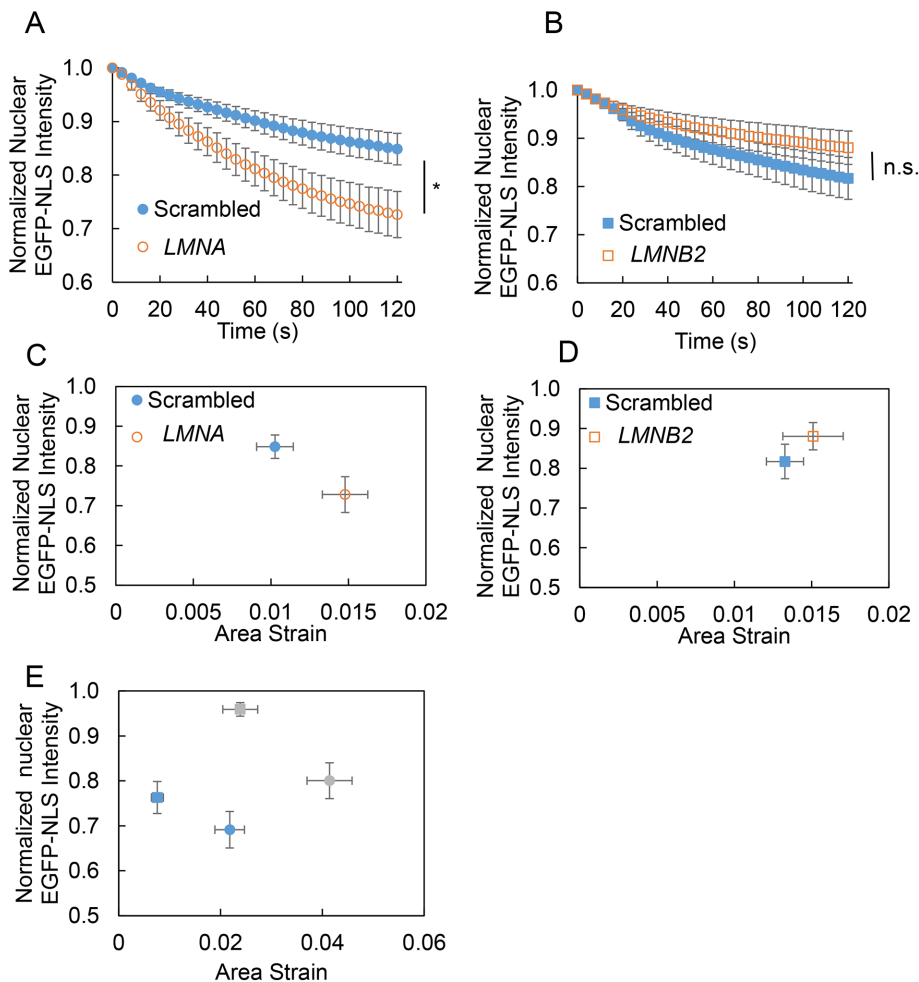 A
Normalized Nuclear
EGFP-NLS Intensity
1.0
0.9
0.8
0.7
0.6
Scrambled
LMNA
*
0 20 40 60 80 100 120
Time (s)
B
Normalized Nuclear
EGFP-NLS Intensity
1.0
0.9
0.8
0.7
0.6
n.s.
Scrambled
LMNB2
0 20 40 60 80 100 120
Time (s)
C
Normalized Nuclear
EGFP-NLS Intensity
1.0
0.9
0.8
0.7
0.6
0.5
Scrambled
LMNA
0 0.005 0.01 0.015 0.02
Area Strain
D
Normalized Nuclear
EGFP-NLS Intensity
1.0
0.9
0.8
0.7
0.6
0.5
Scrambled
LMNB2
0 0.005 0.01 0.015 0.02
Area Strain
E
Normalized nuclear
EGFP-NLS Intensity
1.0
0.9
0.8
0.7
0.6
0.5
0 0.02 0.04 0.06
Area Strain